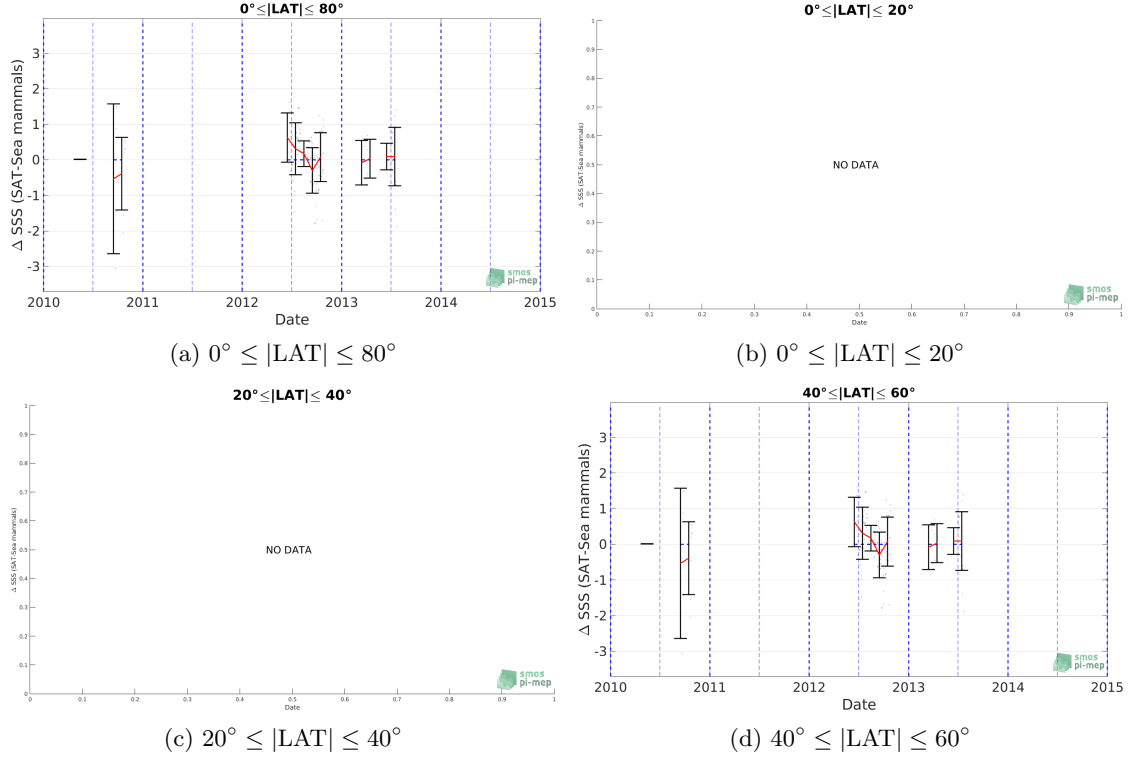 0°≤|LAT|≤ 80°
Δ SSS (SAT-Sea mammals)
3
2
1
0
-1
-2
-3
2010 2011 2012 2013 2014 2015
Date
smos
pi-mep
(a) 0° ≤ |LAT| ≤ 80°
0°≤|LAT|≤ 20°
Δ SSS (SAT-Sea mammals)
1
0.9
0.8
0.7
0.6
0.5
0.4
0.3
0.2
0.1
0
NO DATA
0 0.1 0.2 0.3 0.4 0.5 0.6 0.7 0.8 0.9 1
Date
smos
pi-mep
(b) 0° ≤ |LAT| ≤ 20°
20°≤|LAT|≤ 40°
Δ SSS (SAT-Sea mammals)
1
0.9
0.8
0.7
0.6
0.5
0.4
0.3
0.2
0.1
0
NO DATA
0 0.1 0.2 0.3 0.4 0.5 0.6 0.7 0.8 0.9 1
Date
smos
pi-mep
(c) 20° ≤ |LAT| ≤ 40°
40°≤|LAT|≤ 60°
Δ SSS (SAT-Sea mammals)
3
2
1
0
-1
-2
-3
2010 2011 2012 2013 2014 2015
Date
smos
pi-mep
(d) 40° ≤ |LAT| ≤ 60°